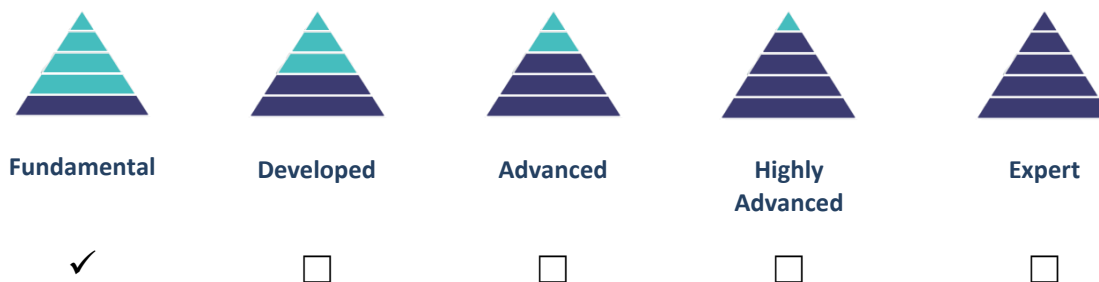 Fundamental
Developed
Advanced
Highly
Advanced
Expert